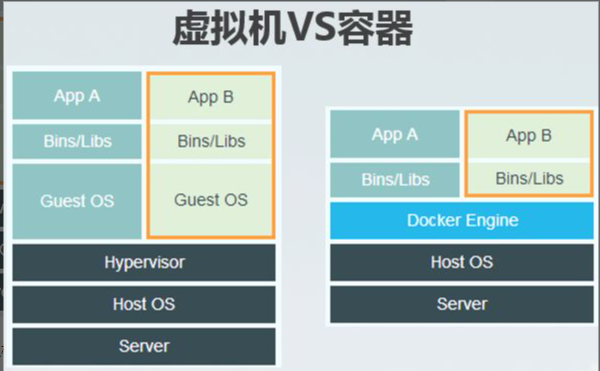 虚拟机VS容器
App A
App B
Bins/Libs
Bins/Libs
Guest OS
Guest OS
Hypervisor
Host OS
Server
App A
App B
Bins/Libs
Bins/Libs
Docker Engine
Host OS
Server